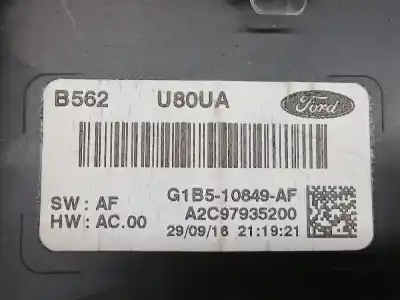 B562 U80UA Ford
G1B5-10849-AF
SW: AF A2C97935200
HW: AC.00 29/09/16 21:19:21